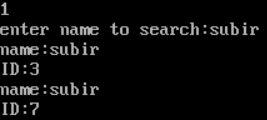 1
enter name to search:subir
name:subir
ID:3
name:subir
ID:7